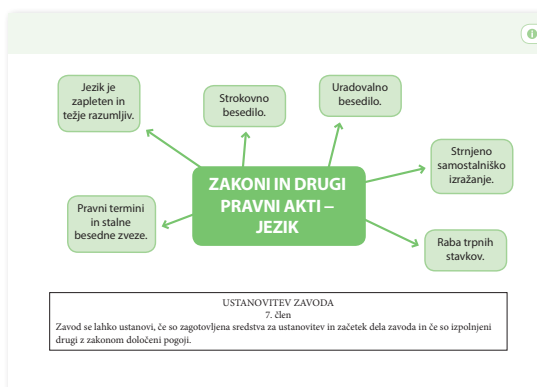 Jezik je
zapleten in
težje razumljiv.
Strokovno
besedilo.
Uradovalno
besedilo.
Strnjeno
samostalniško
izražanje.
ZAKONI IN DRUGI
PRAVNI AKTI –
JEZIK
Pravni termini
in stalne
besedne zveze.
Raba trpnih
stavkov.
USTANOVITEV ZAVODA
7. člen
Zavod se lahko ustanovi, če so zagotovljena sredstva za ustanovitev in začetek dela zavoda in če so izpolnjeni
drugi z zakonom določeni pogoji.